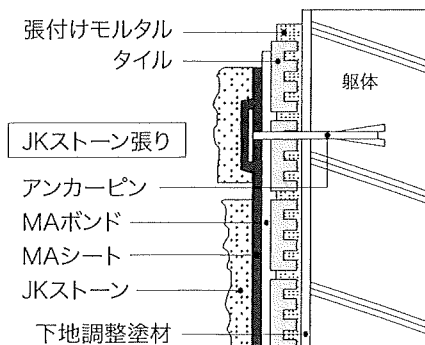 張付けモルタル
タイル
躯体
JKストーン張り
アンカーピン
MAボンド
MAシート
JKストーン
下地調整塗材